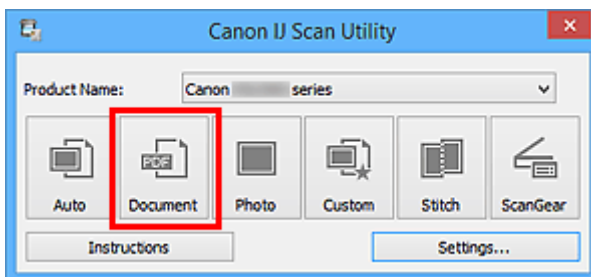 Canon IJ Scan Utility
Product Name: Canon series
PDF
Auto Document Photo Custom Stitch ScanGear
Instructions Settings...